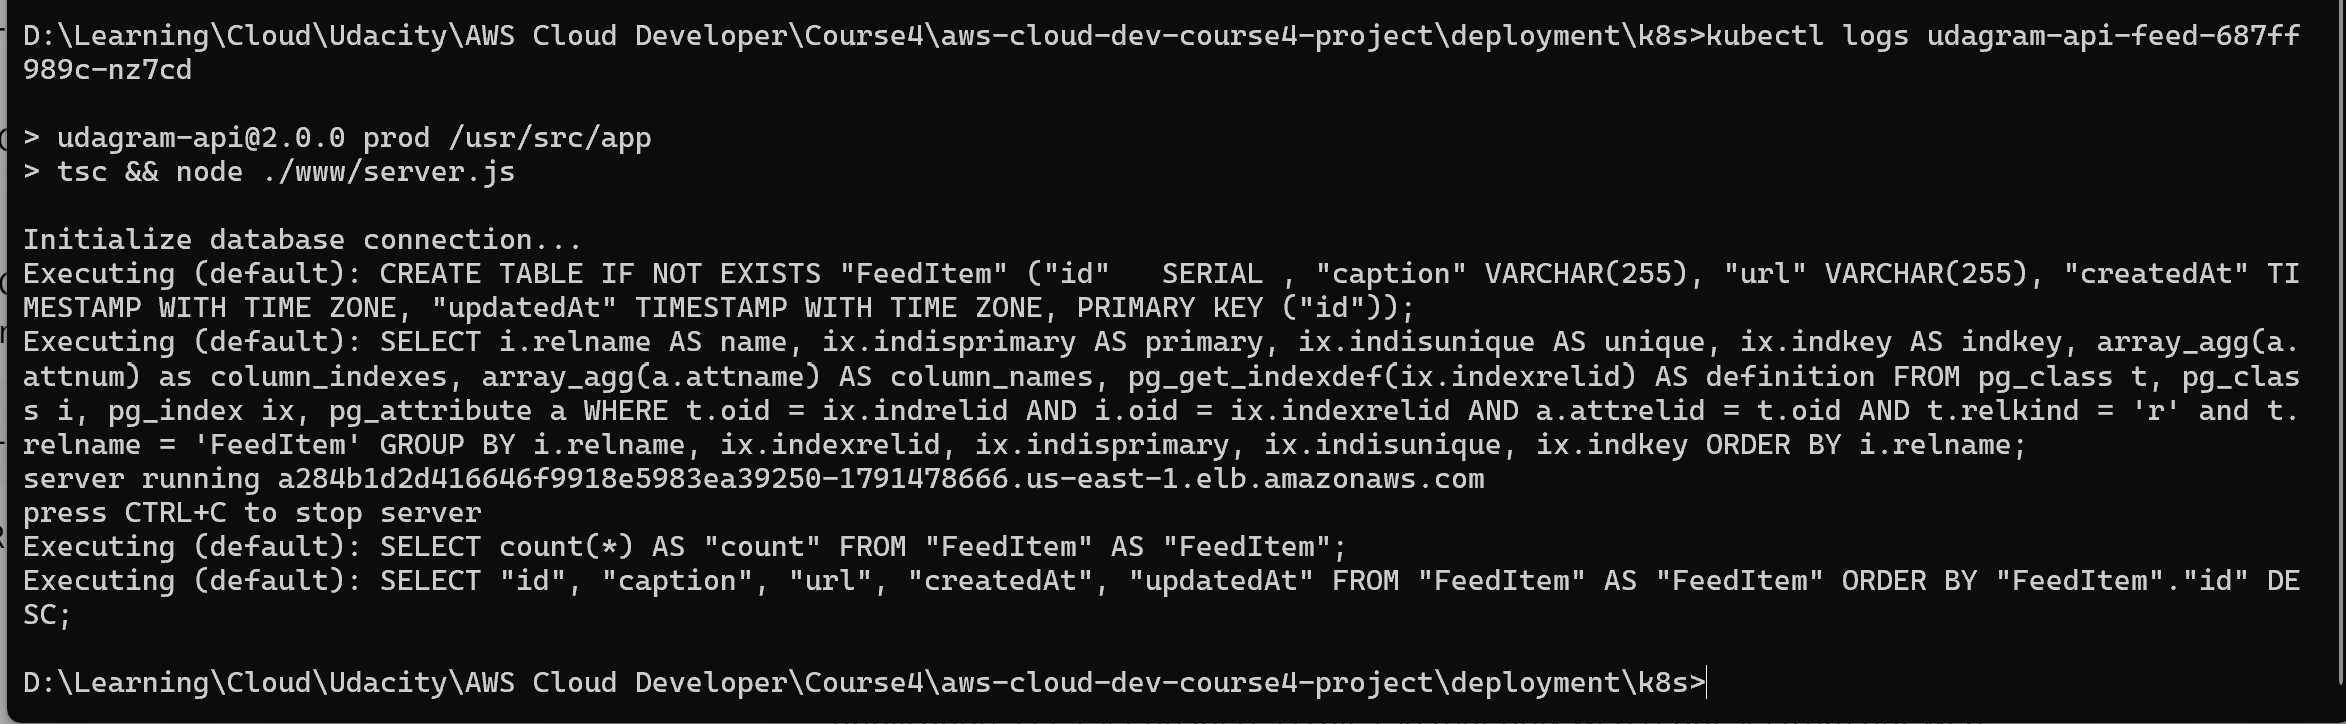 D:\Learning\Cloud\Udacity\AWS Cloud Developer\Course4\aws-cloud-dev-course4-project\deployment\k8s>kubectl logs udagram-api-feed-687ff
989c-nz7cd
> udagram-api@2.0.0 prod /usr/src/app
> tsc && node ./www/server.js
Initialize database connection...
Executing (default): CREATE TABLE IF NOT EXISTS "FeedItem" ("id"   SERIAL , "caption" VARCHAR(255), "url" VARCHAR(255), "createdAt" TI
MESTAMP WITH TIME ZONE, "updatedAt" TIMESTAMP WITH TIME ZONE, PRIMARY KEY ("id"));
Executing (default): SELECT i.relname AS name, ix.indisprimary AS primary, ix.indisunique AS unique, ix.indkey AS indkey, array_agg(a.
attnum) as column_indexes, array_agg(a.attname) AS column_names, pg_get_indexdef(ix.indexrelid) AS definition FROM pg_class t, pg_clas
s i, pg_index ix, pg_attribute a WHERE t.oid = ix.indrelid AND i.oid = ix.indexrelid AND a.attrelid = t.oid AND t.relkind = 'r' and t.
relname = 'FeedItem' GROUP BY i.relname, ix.indexrelid, ix.indisprimary, ix.indisunique, ix.indkey ORDER BY i.relname;
server running a284b1d2d416646f9918e5983ea39250-1791478666.us-east-1.elb.amazonaws.com
press CTRL+C to stop server
Executing (default): SELECT count(*) AS "count" FROM "FeedItem" AS "FeedItem";
Executing (default): SELECT "id", "caption", "url", "createdAt", "updatedAt" FROM "FeedItem" AS "FeedItem" ORDER BY "FeedItem"."id" DE
SC;
D:\Learning\Cloud\Udacity\AWS Cloud Developer\Course4\aws-cloud-dev-course4-project\deployment\k8s>